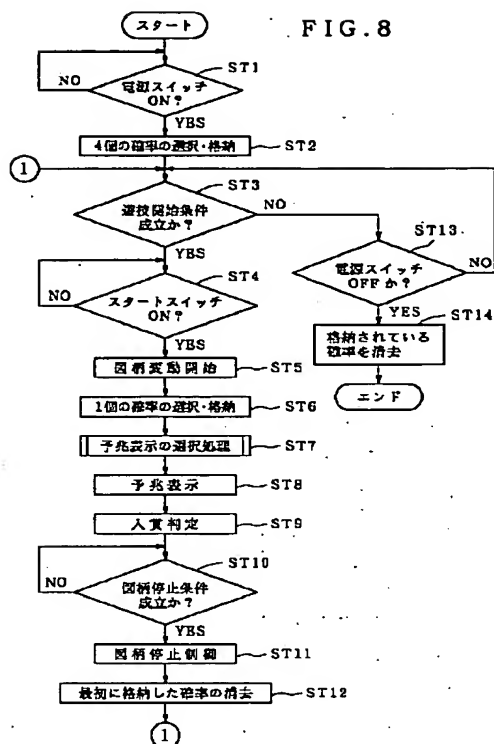 FIG.8
スタート
ST1
電源スイッチ
ON?
NO
YES
4個の確率の選択・格納
ST2
1
ST3
遊技開始条件
成立か?
NO
YES
ST4
スタートスイッチ
ON?
NO
YES
ST13
電源スイッチ
OFFか?
NO
YES
ST14
格納されている
確率を消去
エンド
図柄変動開始
ST5
1個の確率の選択・格納
ST6
予兆表示の選択処理
ST7
予兆表示
ST8
入賞判定
ST9
ST10
図柄停止条件
成立か?
NO
YES
図柄停止制御
ST11
最初に格納した確率の消去
ST12
1